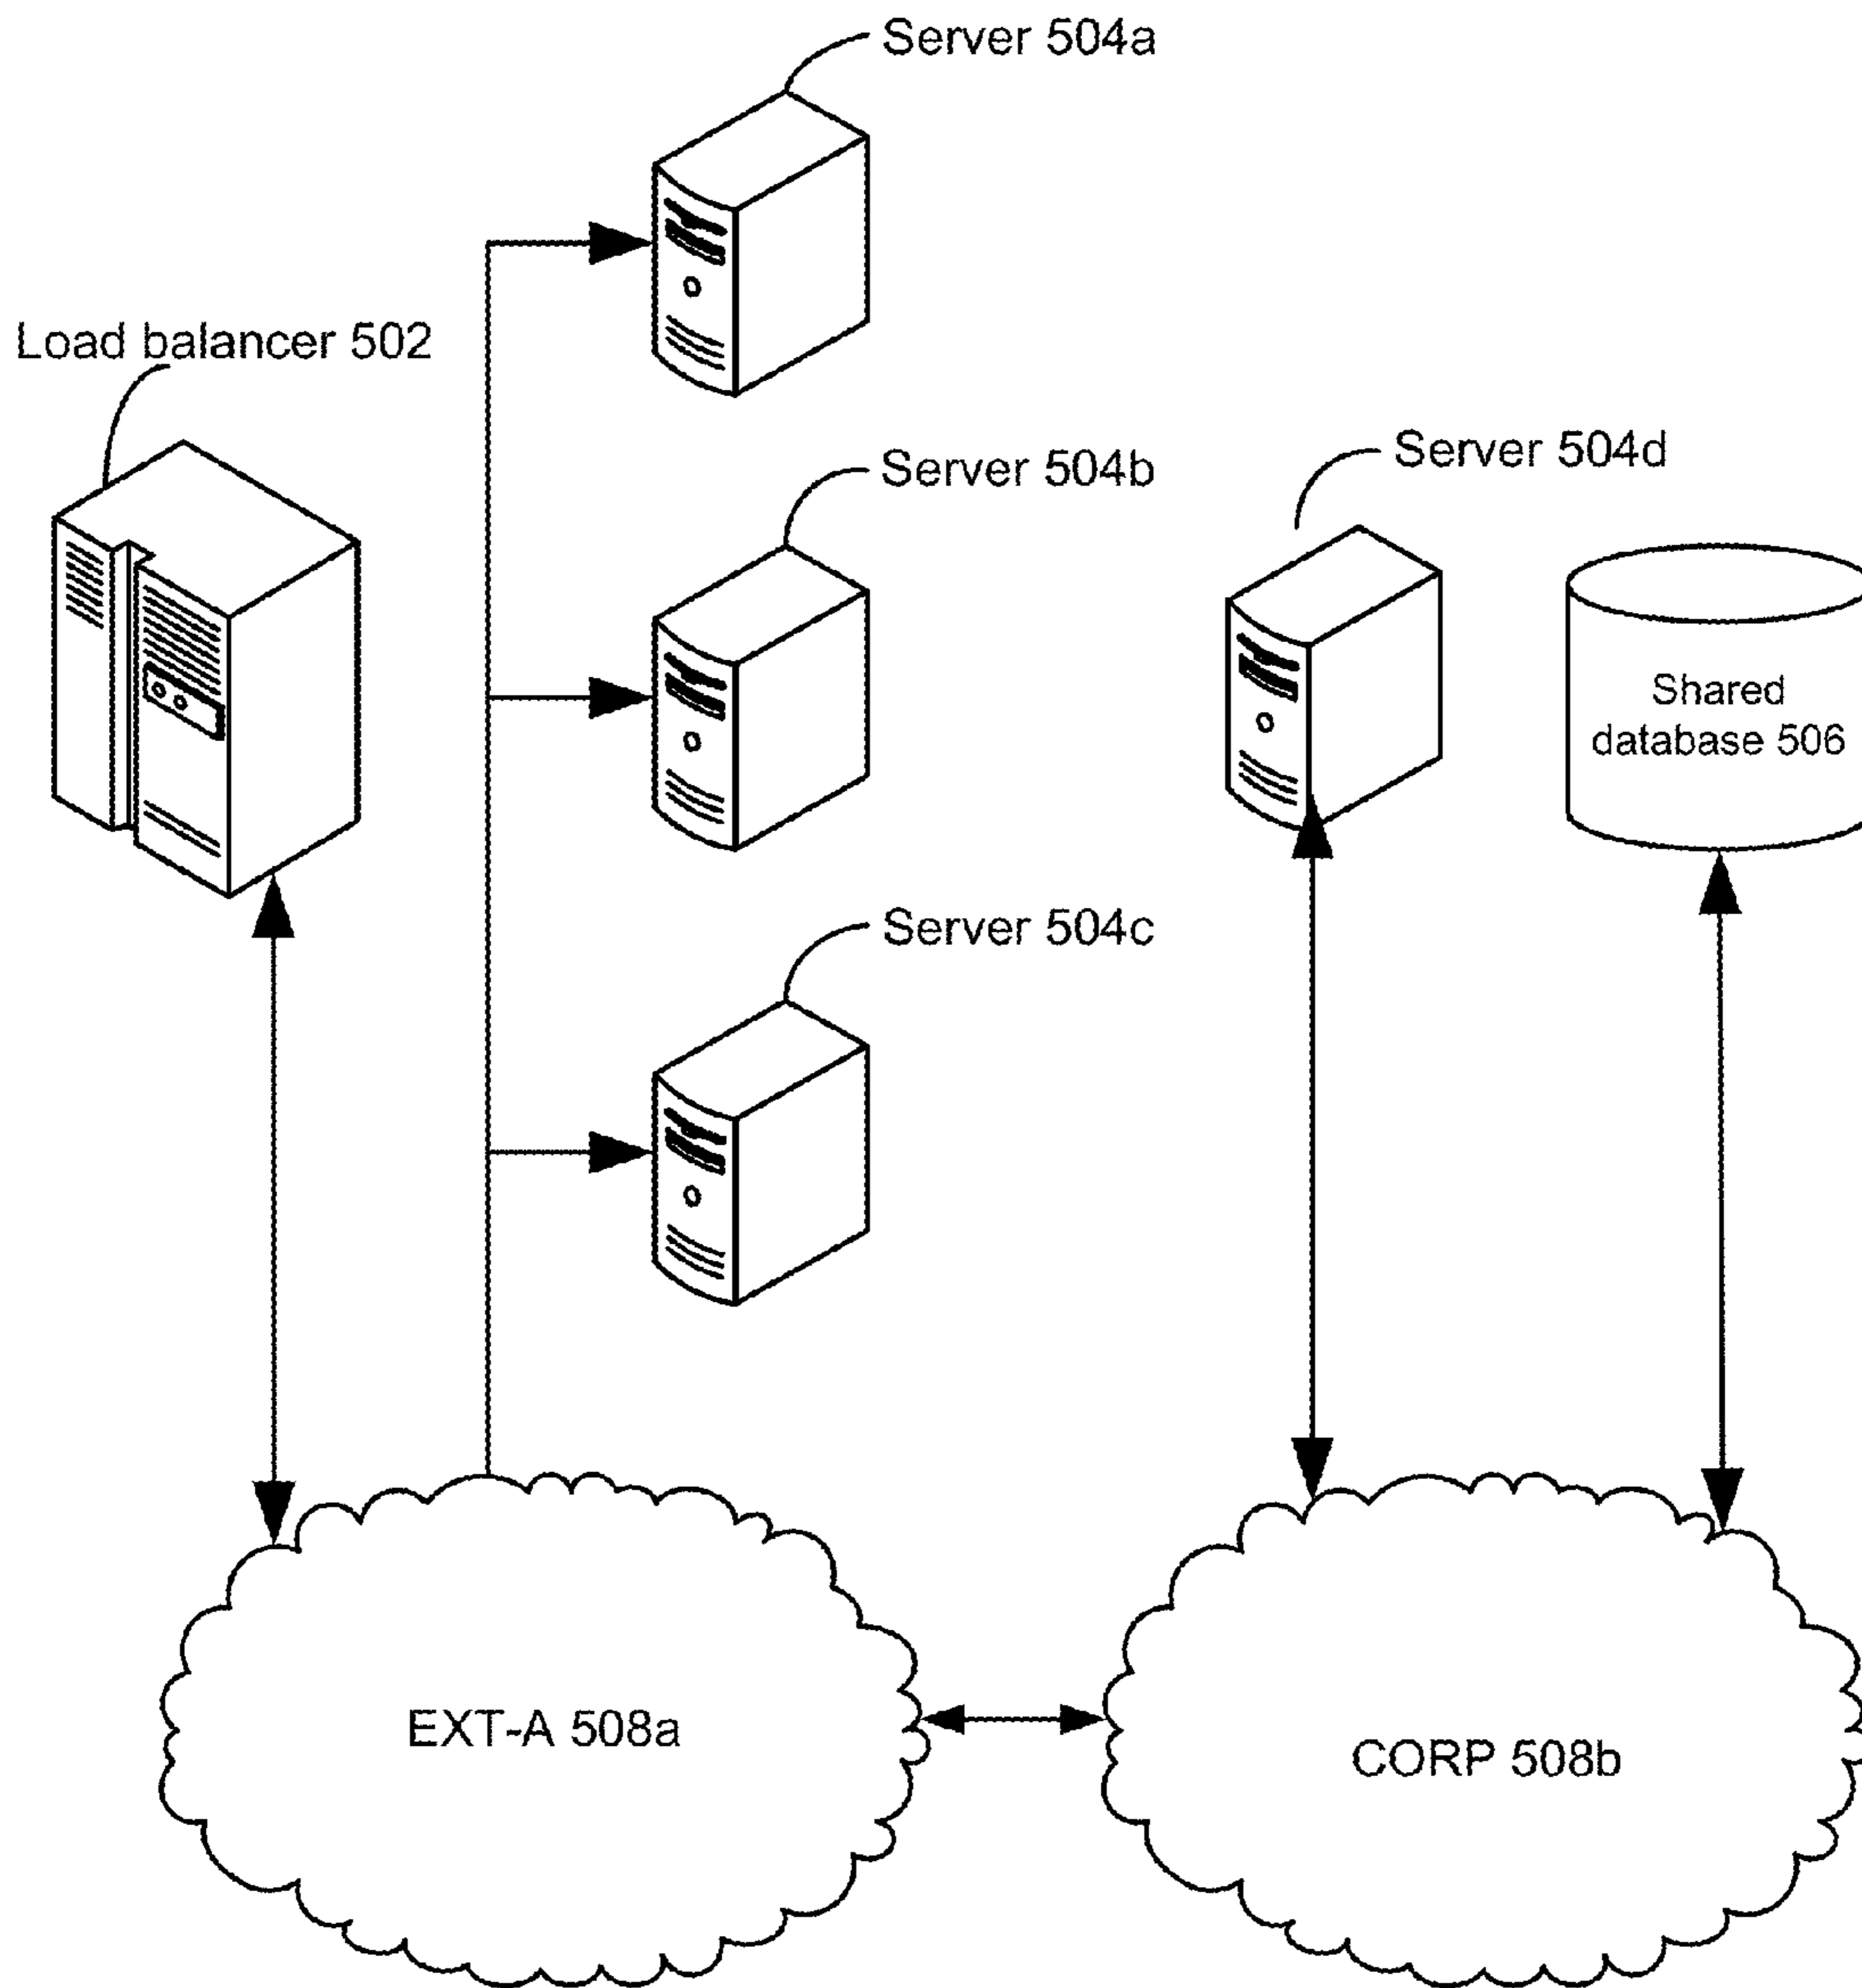 Server 504a
Load balancer 502
Server 504b
Server 504d
Shared
database 506
Server 504c
EXT-A 508a
CORP 508b